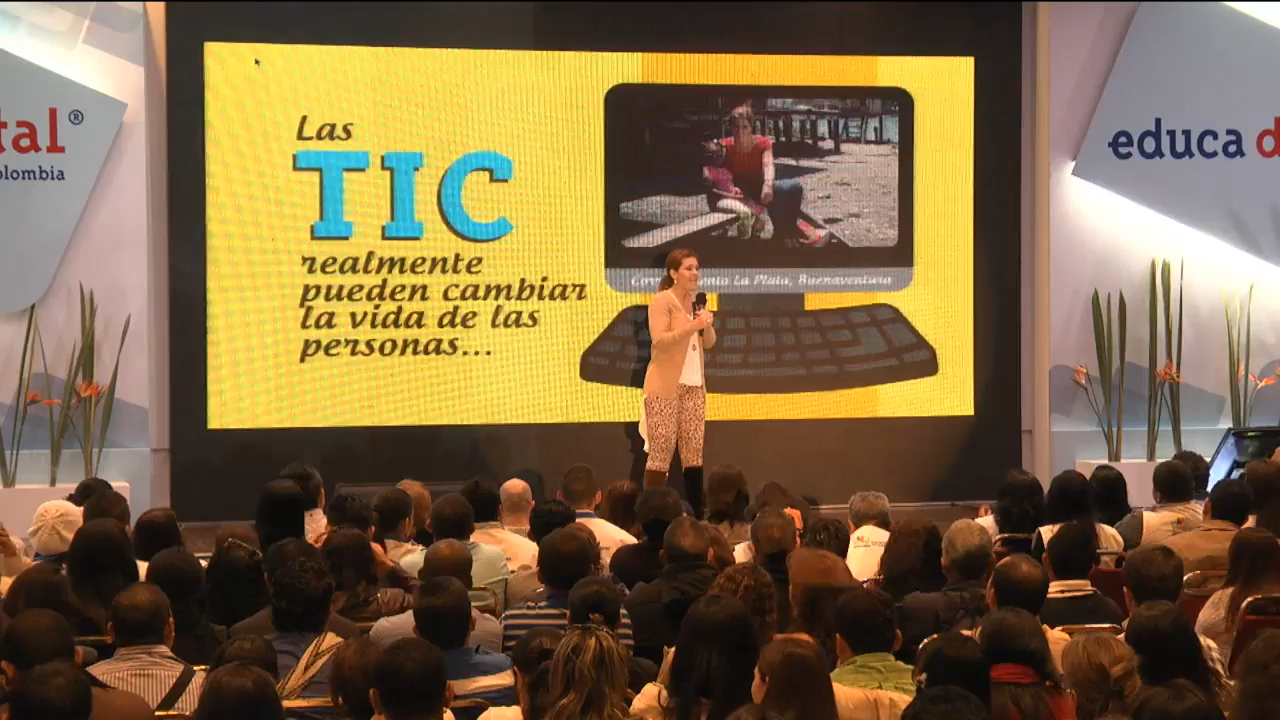 tal®
olombia
Las
TIC
realmente
pueden cambiar
la vida de las
personas...
La Plata, Buenaventura
educa d